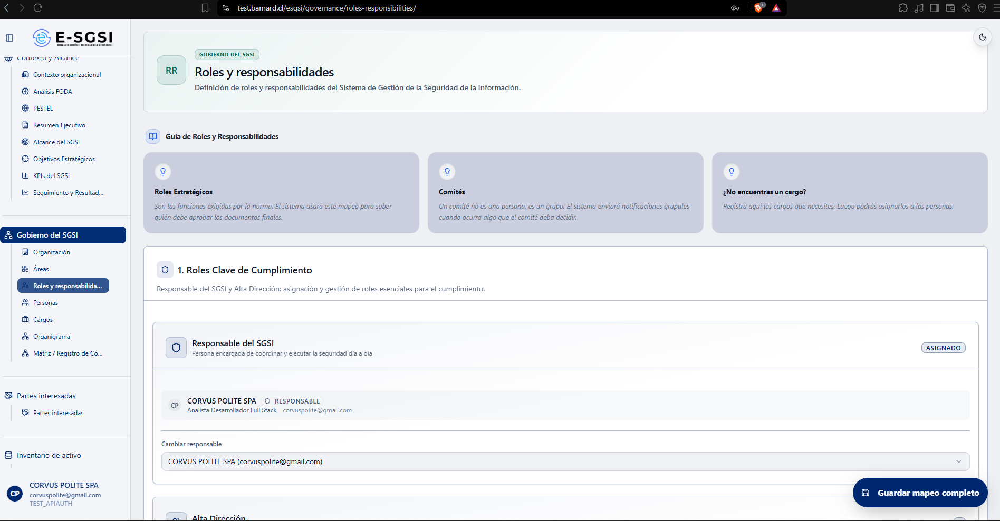 test.barnard.cl/esgsi/governance/roles-responsibilities/
1
E-SGSI
SISTEMAS DE GESTIÓN DE SEGURIDAD DE LA INFORMACIÓN
Contexto y Alcance
Contexto organizacional
Análisis FODA
PESTEL
Resumen Ejecutivo
Alcance del SGSI
Objetivos Estratégicos
KPIs del SGSI
Seguimiento y Resultad...
Gobierno del SGSI
Organización
Áreas
Roles y responsabilida...
Personas
Cargos
Organigrama
Matriz / Registro de Co...
Partes interesadas
Partes interesadas
Inventario de activo
CP
CORVUS POLITE SPA
corvuspolite@gmail.com
TEST_APIAUTH
RR
GOBIERNO DEL SGSI
Roles y responsabilidades
Definición de roles y responsabilidades del Sistema de Gestión de la Seguridad de la Información.
Guía de Roles y Responsabilidades
Roles Estratégicos
Son las funciones exigidas por la norma. El sistema usará este mapeo para saber
quién debe aprobar los documentos finales.
Comités
Un comité no es una persona, es un grupo. El sistema enviará notificaciones grupales
cuando ocurra algo que el comité deba decidir.
¿No encuentras un cargo?
Registra aquí los cargos que necesites. Luego podrás asignarlos a las personas.
1. Roles Clave de Cumplimiento
Responsable del SGSI y Alta Dirección: asignación y gestión de roles esenciales para el cumplimiento.
Responsable del SGSI
Persona encargada de coordinar y ejecutar la seguridad día a día
ASIGNADO
CP
CORVUS POLITE SPA RESPONSABLE
Analista Desarrollador Full Stack corvuspolite@gmail.com
Cambiar responsable
CORVUS POLITE SPA (corvuspolite@gmail.com)
Guardar mapeo completo
Alta Dirección